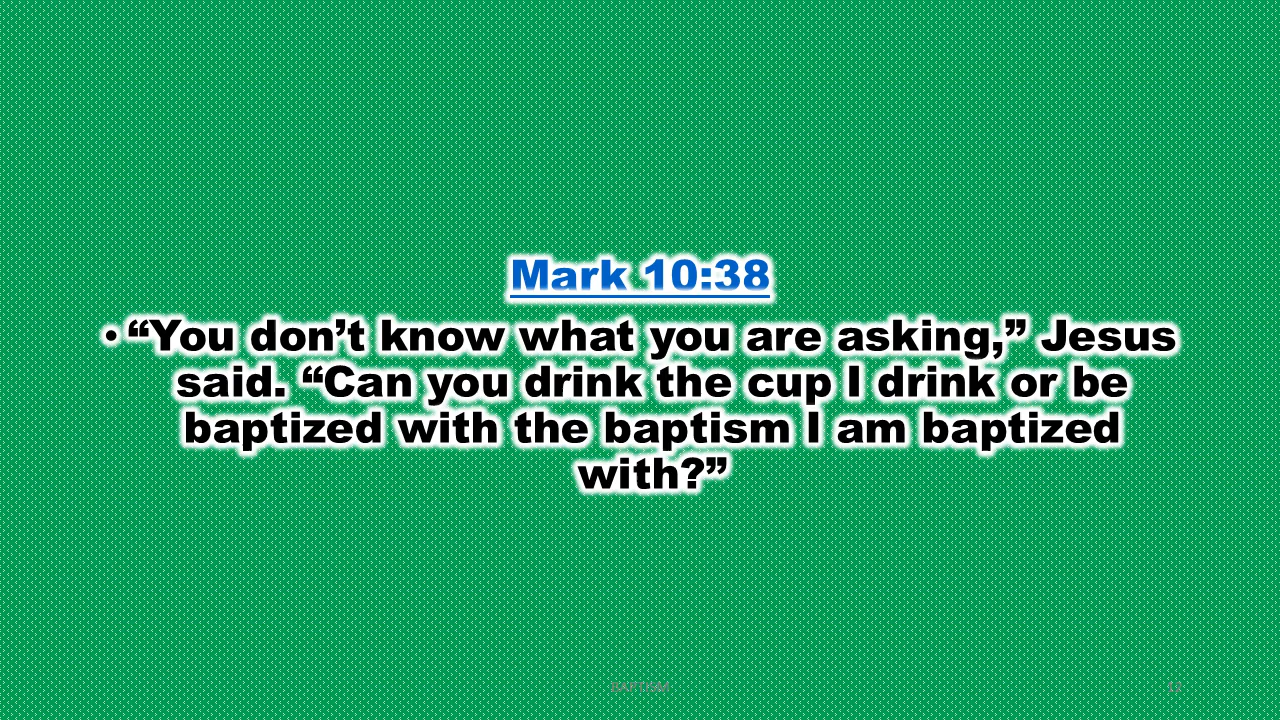 Mark 10:38
• “You don’t know what you are asking,” Jesus
said. “Can you drink the cup I drink or be
baptized with the baptism I am baptized
with?”
BAPTISM